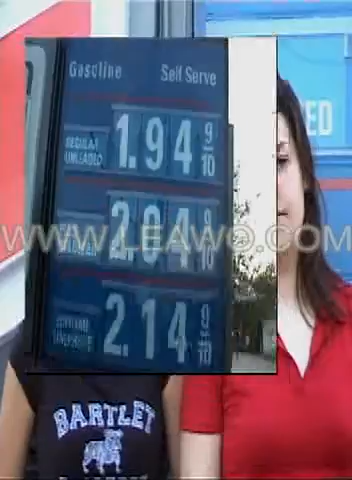 Gasoline Self Serve
REGULAR
UNLEADED
1.94 9/10
2.04 9/10
2.14 9/10
ED
WWW.LEAWO.COM
BARTLET